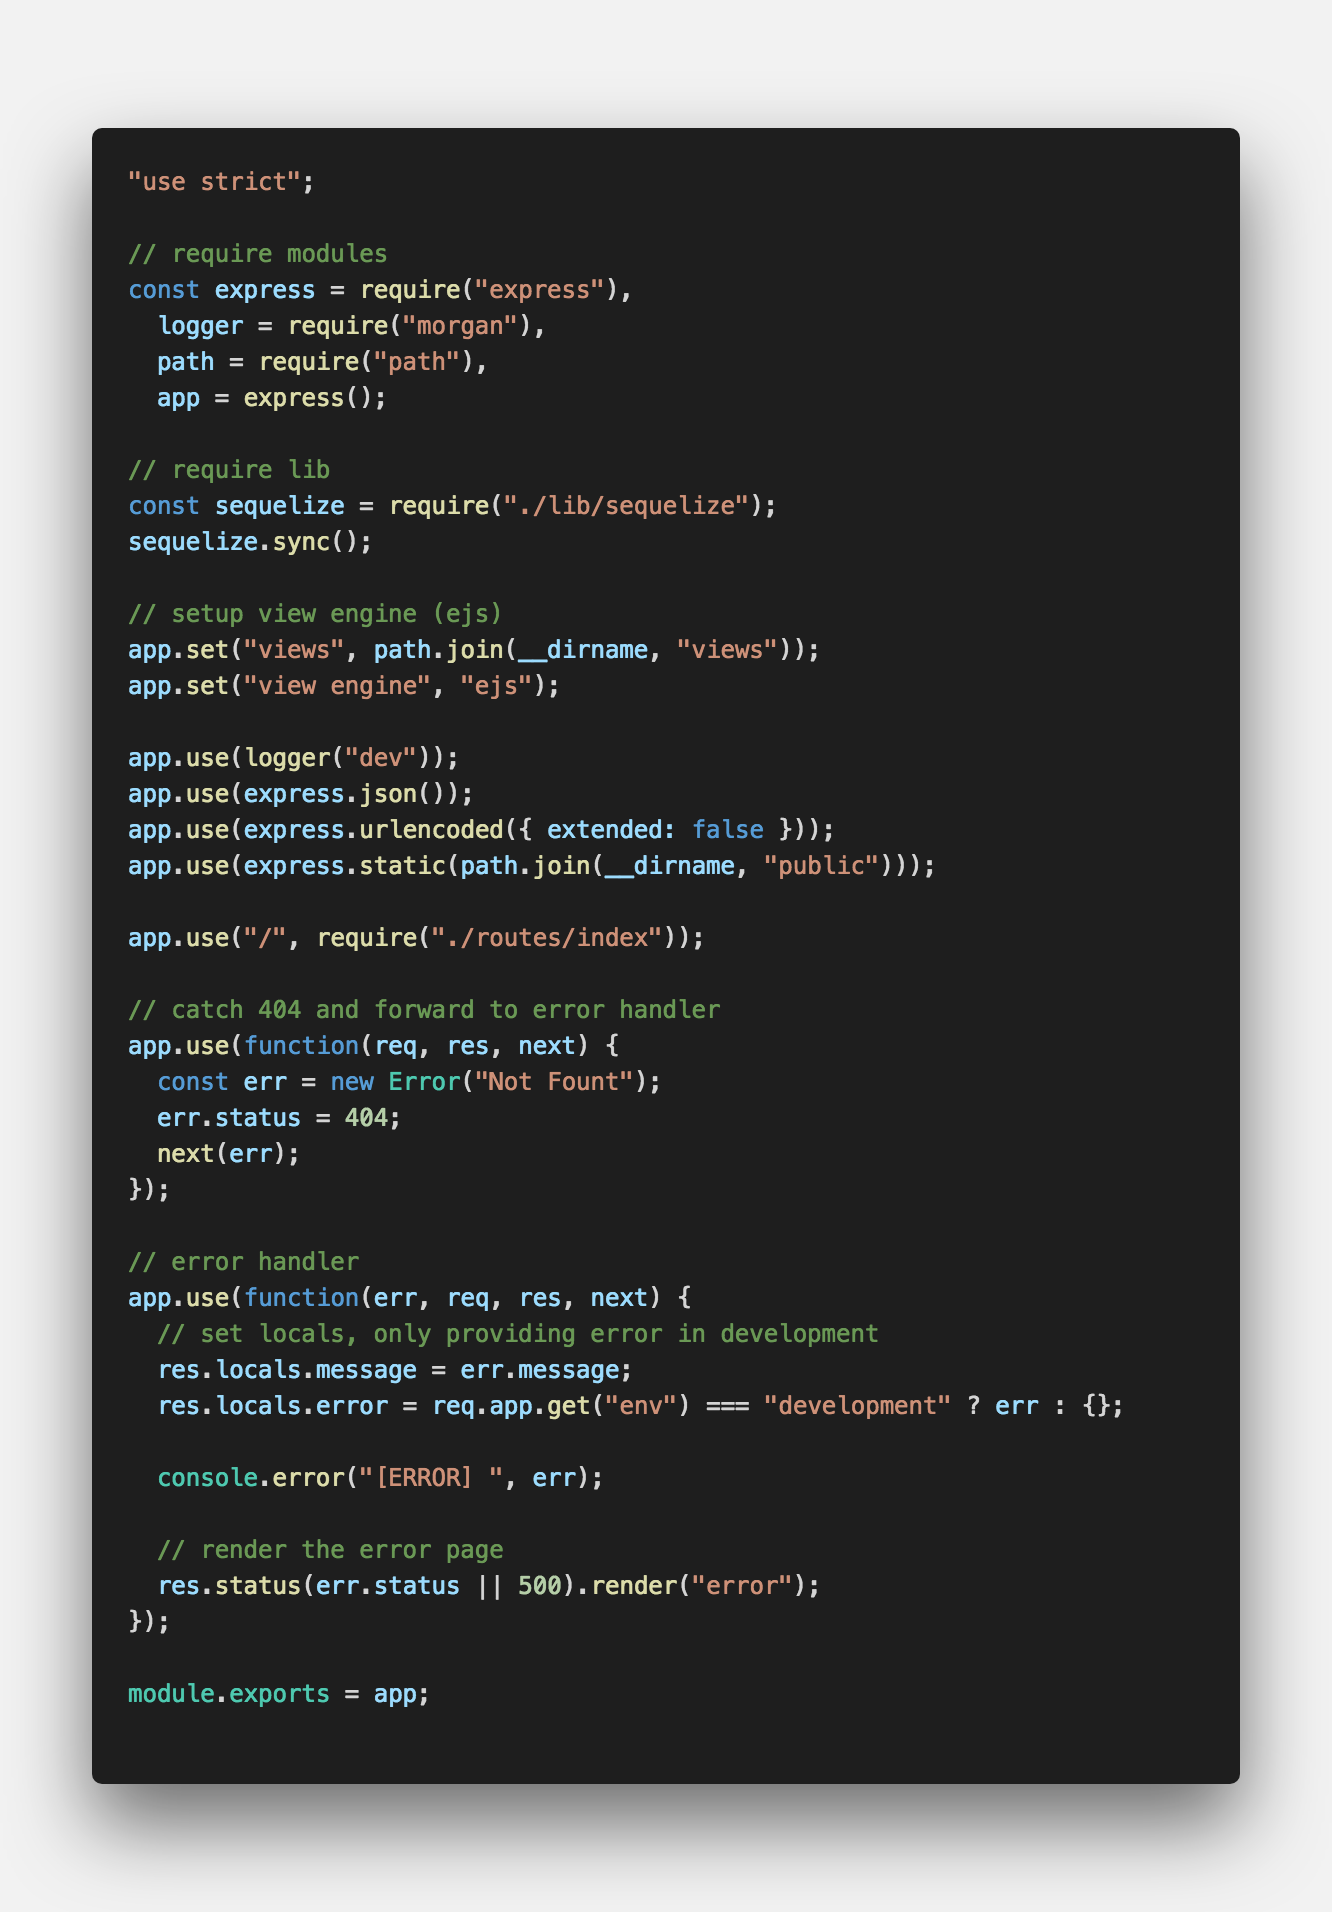 "use strict";

// require modules
const express = require("express"),
  logger = require("morgan"),
  path = require("path"),
  app = express();

// require lib
const sequelize = require("./lib/sequelize");
sequelize.sync();

// setup view engine (ejs)
app.set("views", path.join(__dirname, "views"));
app.set("view engine", "ejs");

app.use(logger("dev"));
app.use(express.json());
app.use(express.urlencoded({ extended: false }));
app.use(express.static(path.join(__dirname, "public")));

app.use("/", require("./routes/index"));

// catch 404 and forward to error handler
app.use(function(req, res, next) {
  const err = new Error("Not Fount");
  err.status = 404;
  next(err);
});

// error handler
app.use(function(err, req, res, next) {
  // set locals, only providing error in development
  res.locals.message = err.message;
  res.locals.error = req.app.get("env") === "development" ? err : {};

  console.error("[ERROR] ", err);

  // render the error page
  res.status(err.status || 500).render("error");
});

module.exports = app;